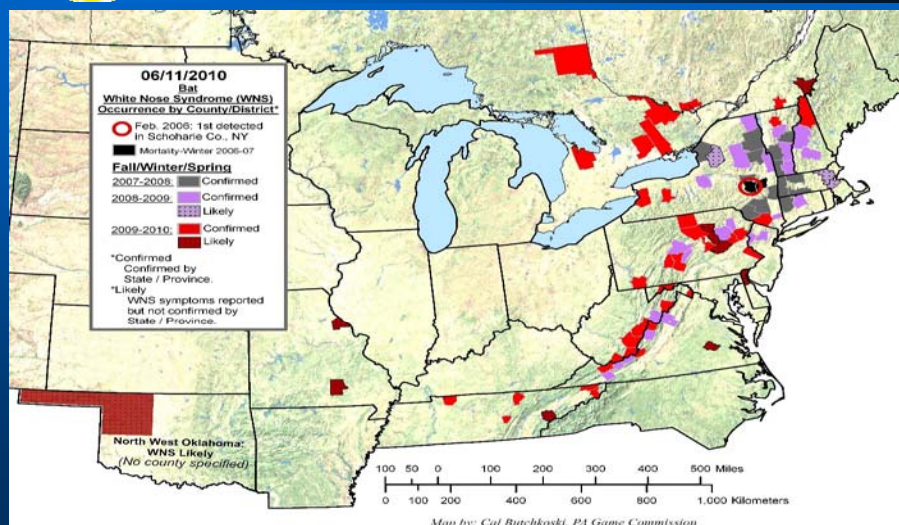 06/11/2010
Bat
White Nose Syndrome (WNS)
Occurrence by County/District*
Feb. 2006: 1st detected
in Schoharie Co., NY
Mortality-Winter 2006-07
Fall/Winter/Spring
2007-2008: Confirmed
2008-2009: Confirmed
Likely
2009-2010: Confirmed
Likely
*Confirmed
Confirmed by
State / Province.
*Likely
WNS symptoms reported
but not confirmed by
State / Province.
North West Oklahoma:
WNS Likely
(No county specified)
100 50 0 100 200 300 400 500 Miles
0 100 200 400 600 800 1,000 Kilometers
Map by: Cal Butchkoski, PA Game Commission